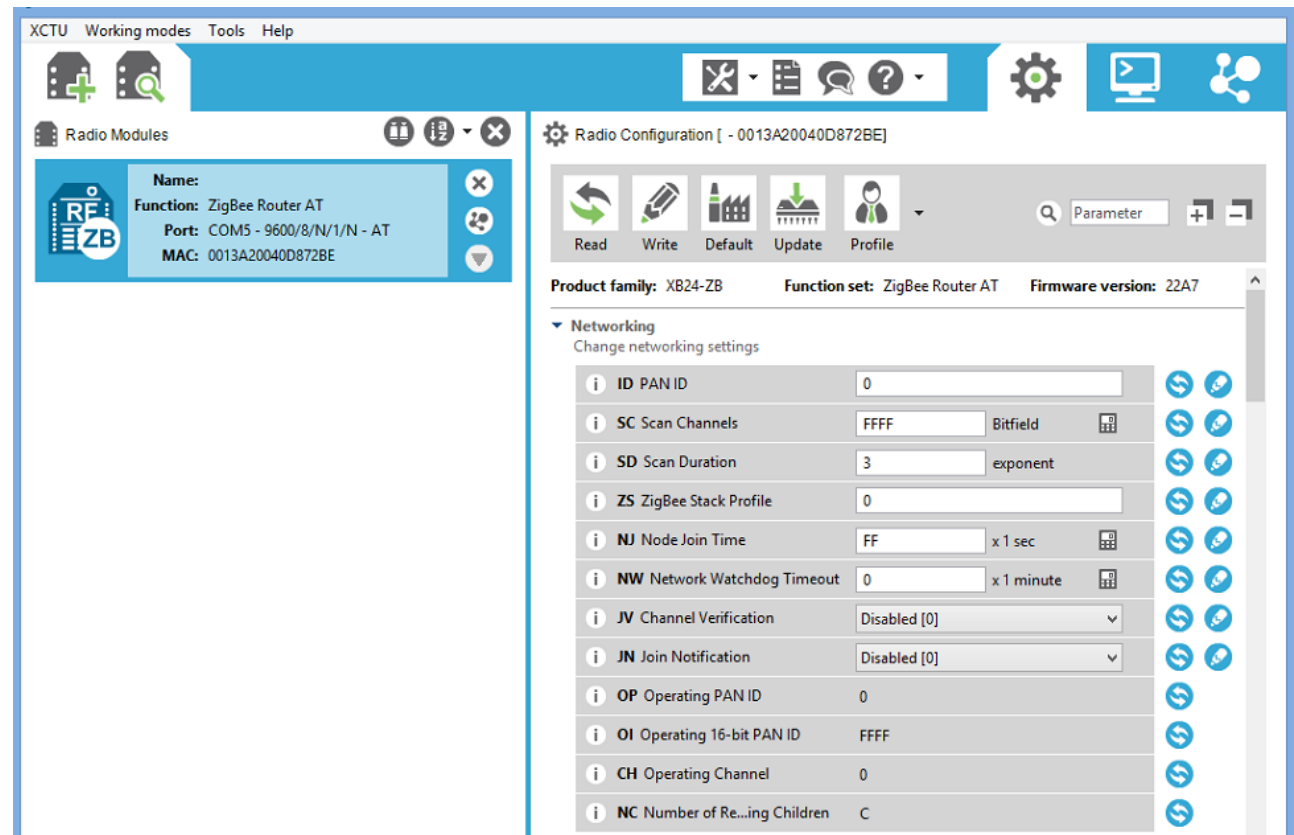 XCTU Working modes Tools Help
Radio Modules
Name:
Function: ZigBee Router AT
Port: COM5 - 9600/8/N/1/N - AT
MAC: 0013A20040D872BE
RF
ZB
Radio Configuration [ - 0013A20040D872BE]
Read Write Default Update Profile
Parameter
Product family: XB24-ZB Function set: ZigBee Router AT Firmware version: 22A7
Networking
Change networking settings
i ID PAN ID 0
i SC Scan Channels FFFF Bitfield
i SD Scan Duration 3 exponent
i ZS ZigBee Stack Profile 0
i NJ Node Join Time FF x 1 sec
i NW Network Watchdog Timeout 0 x 1 minute
i JV Channel Verification Disabled [0]
i JN Join Notification Disabled [0]
i OP Operating PAN ID 0
i OI Operating 16-bit PAN ID FFFF
i CH Operating Channel 0
i NC Number of Re...ing Children C